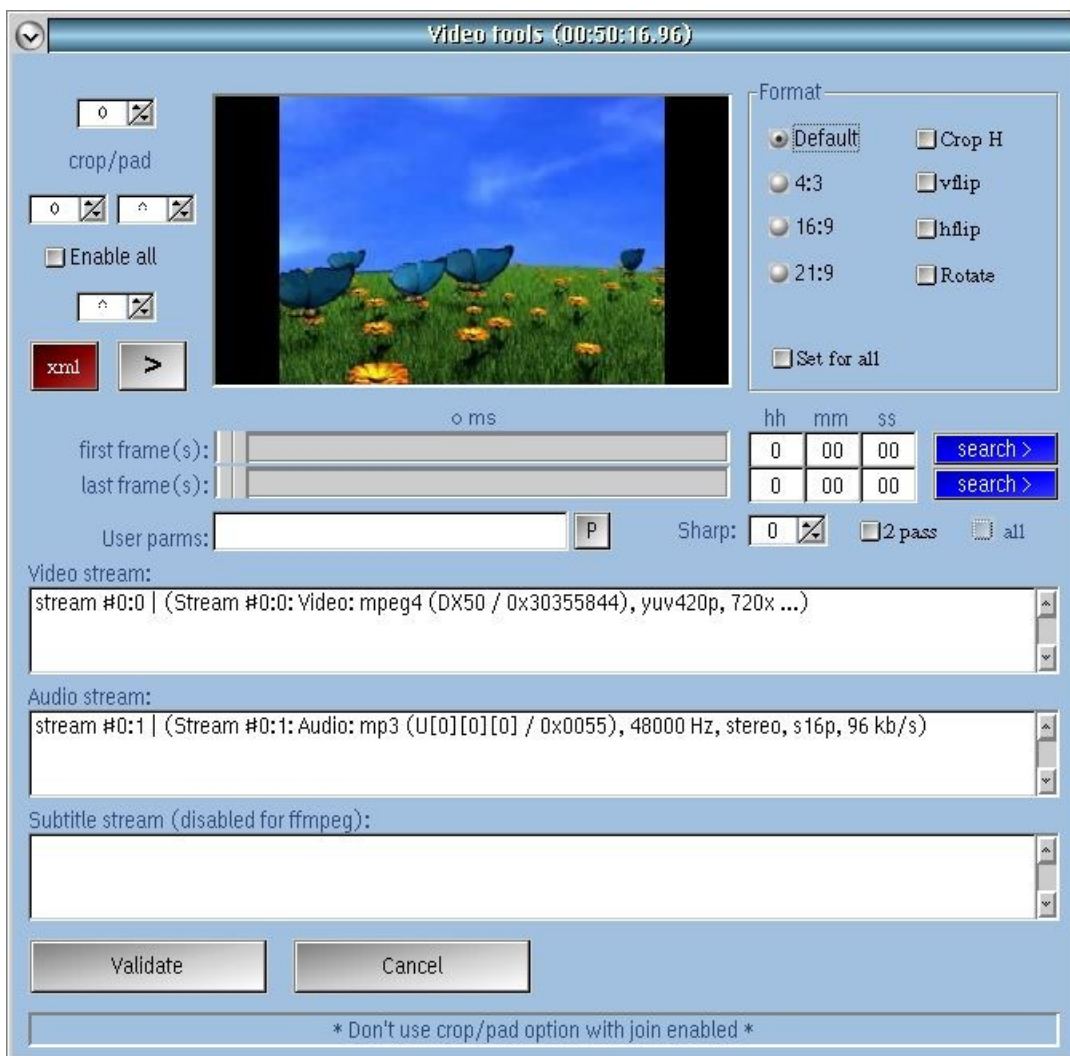 Video tools (00:50:16.96)
0
crop/pad
0 ^
Enable all
^
xml >
Format
Default Crop H
4:3 vflip
16:9 hflip
21:9 Rotate
Set for all
0 ms hh mm ss
first frame(s): 0 00 00 search >
last frame(s): 0 00 00 search >
User parms: P Sharp: 0 2 pass all
Video stream:
stream #0:0 | (Stream #0:0: Video: mpeg4 (DX50 / 0x30355844), yuv420p, 720x ...)
Audio stream:
stream #0:1 | (Stream #0:1: Audio: mp3 (U[0][0][0] / 0x0055), 48000 Hz, stereo, s16p, 96 kb/s)
Subtitle stream (disabled for ffmpeg):
Validate Cancel
* Don't use crop/pad option with join enabled *